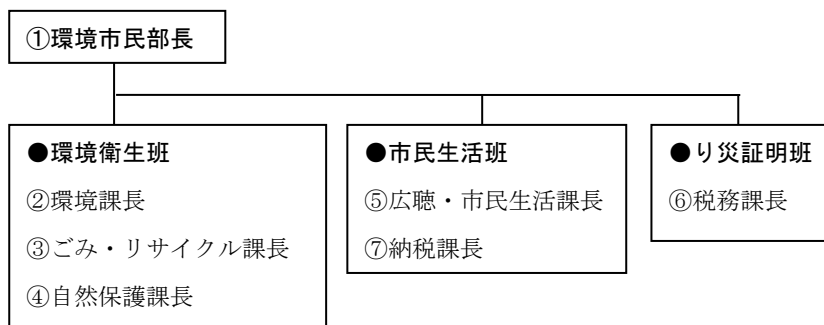 ①環境市民部長
●環境衛生班
②環境課長
③ごみ・リサイクル課長
④自然保護課長
●市民生活班
⑤広聴・市民生活課長
⑦納税課長
●り災証明班
⑥税務課長